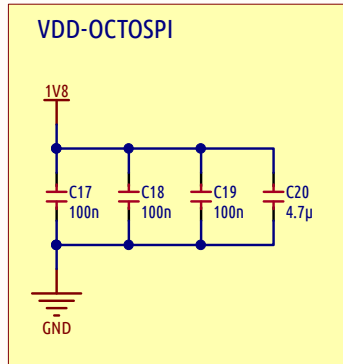 VDD-OCTOSPI
1V8
C17 C18 C19 C20
100n 100n 100n 4.7µ
GND